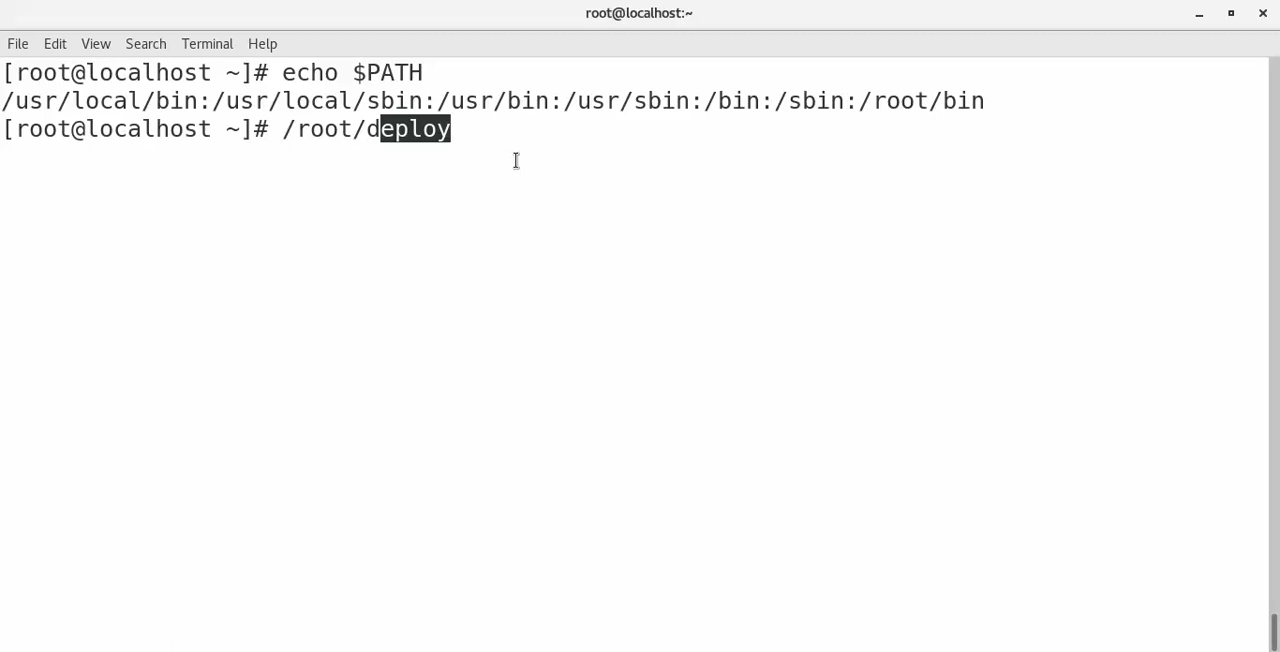 root@localhost:~
File Edit View Search Terminal Help
[root@localhost ~]# echo $PATH
/usr/local/bin:/usr/local/sbin:/usr/bin:/usr/sbin:/bin:/sbin:/root/bin
[root@localhost ~]# /root/deploy